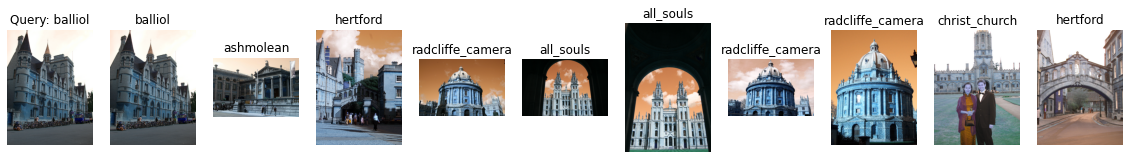 Query: balliol
balliol
ashmolean
hertford
radcliffe_camera
all_souls
all_souls
radcliffe_camera
radcliffe_camera
christ_church
hertford